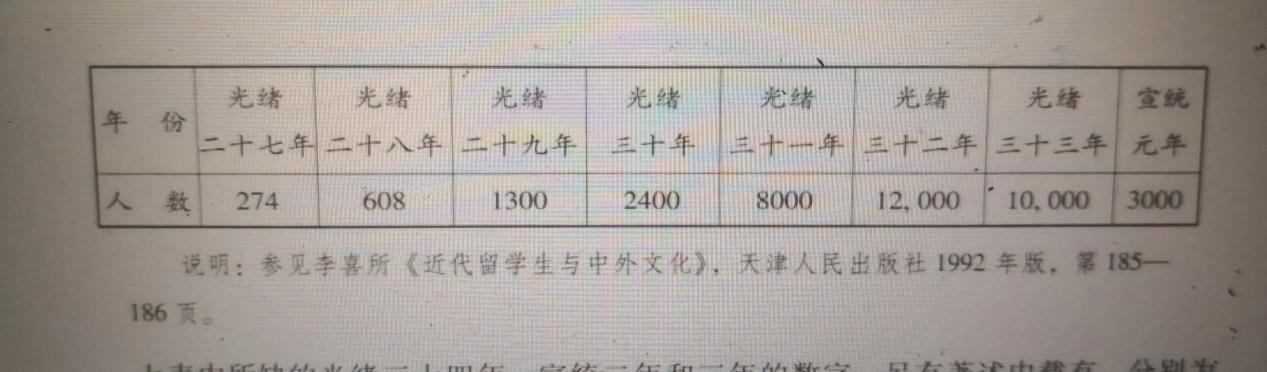 年 份 光绪 光绪 光绪 光绪 光绪 光绪 光绪 宣统
二十七年 二十八年 二十九年 三十年 三十一年 三十二年 三十三年 元年
人 数 274 608 1300 2400 8000 12,000 10,000 3000
说明：参见李喜所《近代留学生与中外文化》，天津人民出版社 1992 年版，第 185—
186 页。